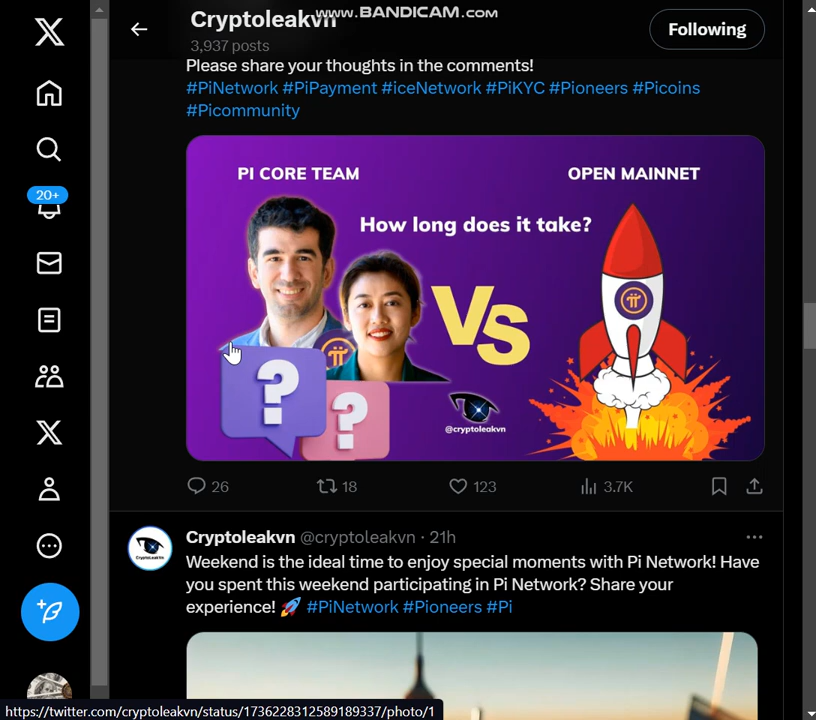 www.BANDICAM.com
Cryptoleakvn
Following
3,937 posts
Please share your thoughts in the comments!
#PiNetwork #PiPayment #iceNetwork #PiKYC #Pioneers #Picoins
#Picommunity
20+
PI CORE TEAM
OPEN MAINNET
How long does it take?
VS
?
?
@cryptoleakvn
26
18
123
3.7K
Cryptoleakvn @cryptoleakvn · 21h
CryptoLeakVn
Weekend is the ideal time to enjoy special moments with Pi Network! Have
you spent this weekend participating in Pi Network? Share your
experience! 🚀 #PiNetwork #Pioneers #Pi
https://twitter.com/cryptoleakvn/status/1736228312589189337/photo/1